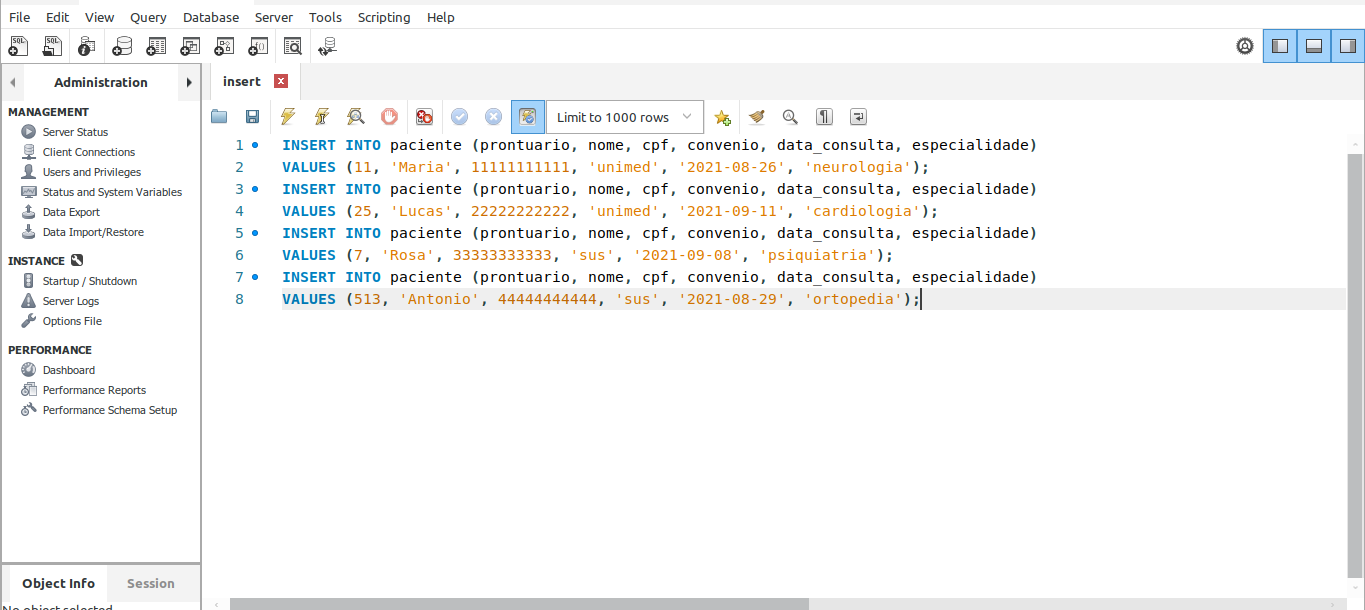 File Edit View Query Database Server Tools Scripting Help
Administration
insert
MANAGEMENT
Server Status
Client Connections
Users and Privileges
Status and System Variables
Data Export
Data Import/Restore
INSTANCE
Startup / Shutdown
Server Logs
Options File
PERFORMANCE
Dashboard
Performance Reports
Performance Schema Setup
Object Info Session
No object selected
Limit to 1000 rows
1 INSERT INTO paciente (prontuario, nome, cpf, convenio, data_consulta, especialidade)
2 VALUES (11, 'Maria', 11111111111, 'unimed', '2021-08-26', 'neurologia');
3 INSERT INTO paciente (prontuario, nome, cpf, convenio, data_consulta, especialidade)
4 VALUES (25, 'Lucas', 22222222222, 'unimed', '2021-09-11', 'cardiologia');
5 INSERT INTO paciente (prontuario, nome, cpf, convenio, data_consulta, especialidade)
6 VALUES (7, 'Rosa', 33333333333, 'sus', '2021-09-08', 'psiquiatria');
7 INSERT INTO paciente (prontuario, nome, cpf, convenio, data_consulta, especialidade)
8 VALUES (513, 'Antonio', 44444444444, 'sus', '2021-08-29', 'ortopedia');